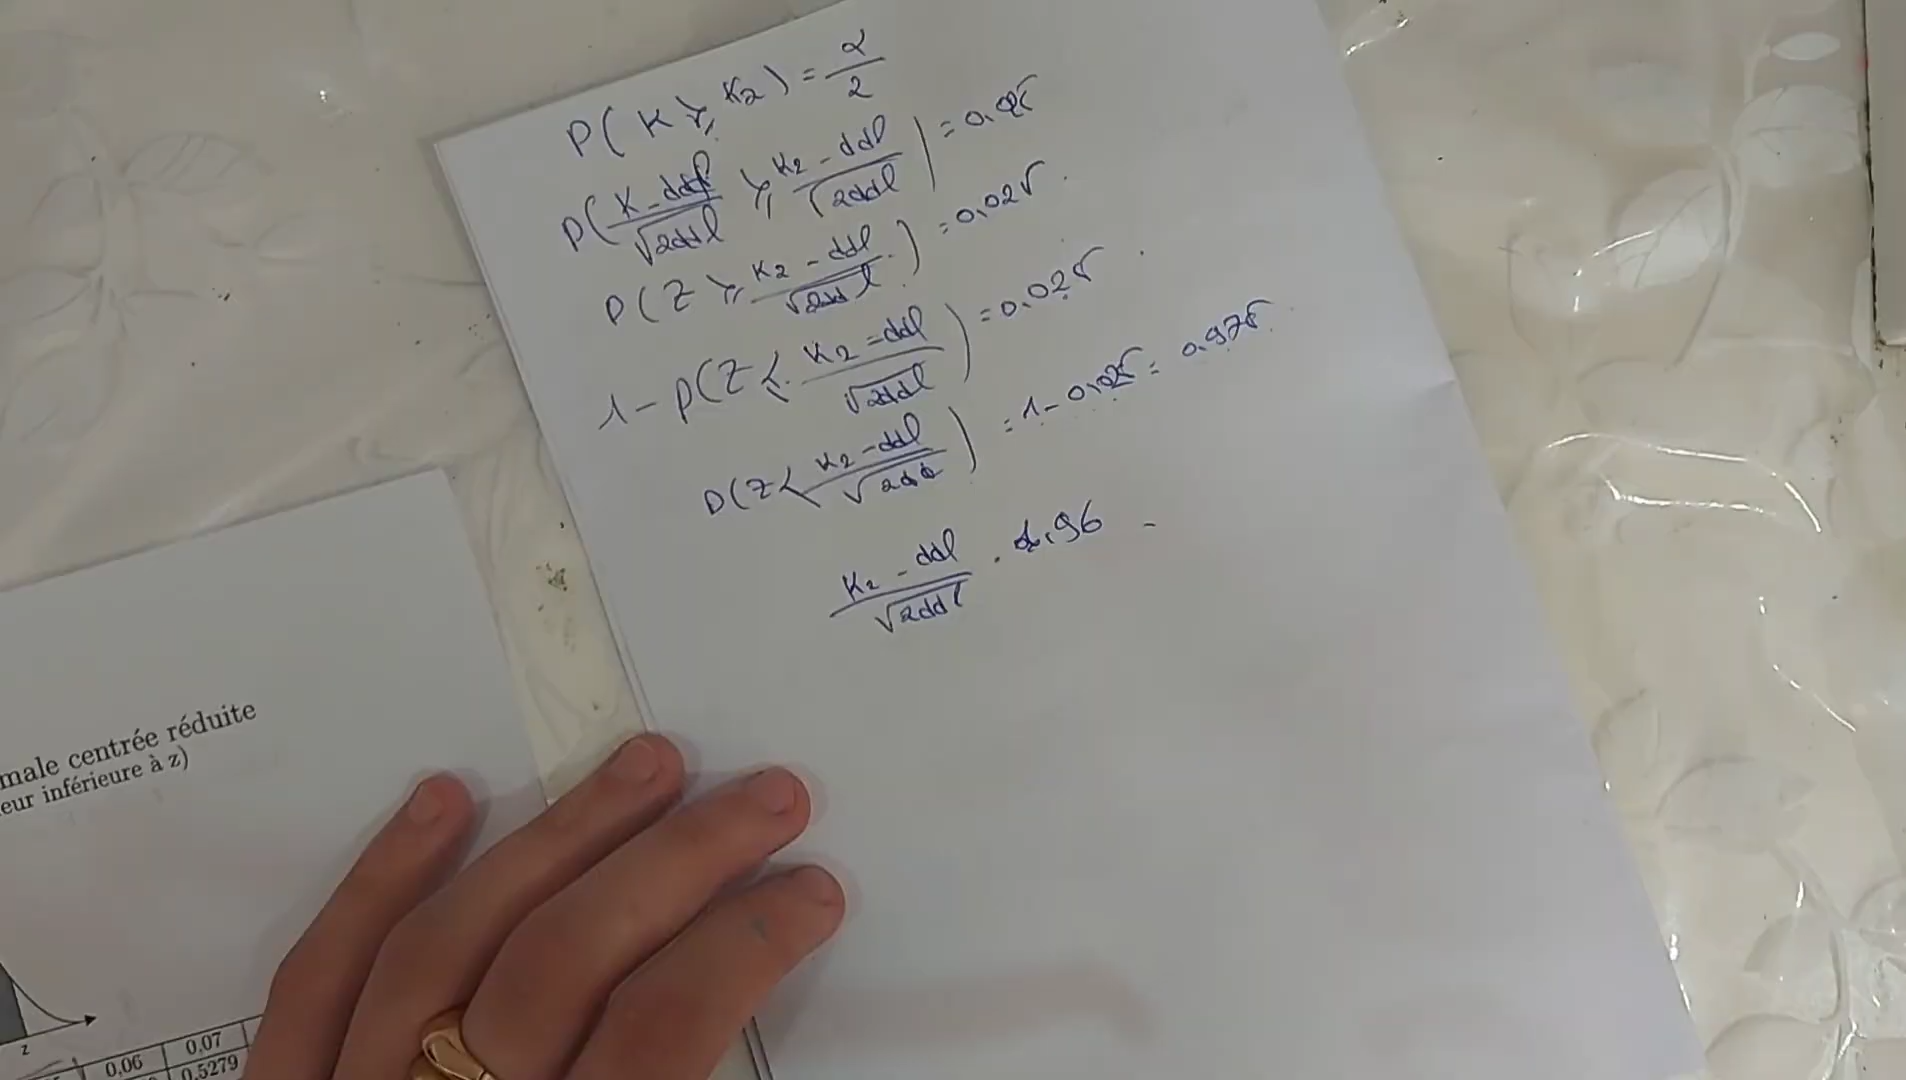 P(K ⩾ K2) = α/2
P((K - ddl)/√2ddl ⩾ (K2 - ddl)/√2ddl) = 0.025
P(Z ⩾ (K2 - ddl)/√2ddl) = 0.025
1 - P(Z ⩽ (K2 - ddl)/√2ddl) = 0.025
P(Z < (K2 - ddl)/√2ddl) = 1 - 0.025 = 0.975
(K2 - ddl)/√2ddl = 1.96
male centrée réduite
eur inférieure à z)
z
0,06 0,07
0.5279